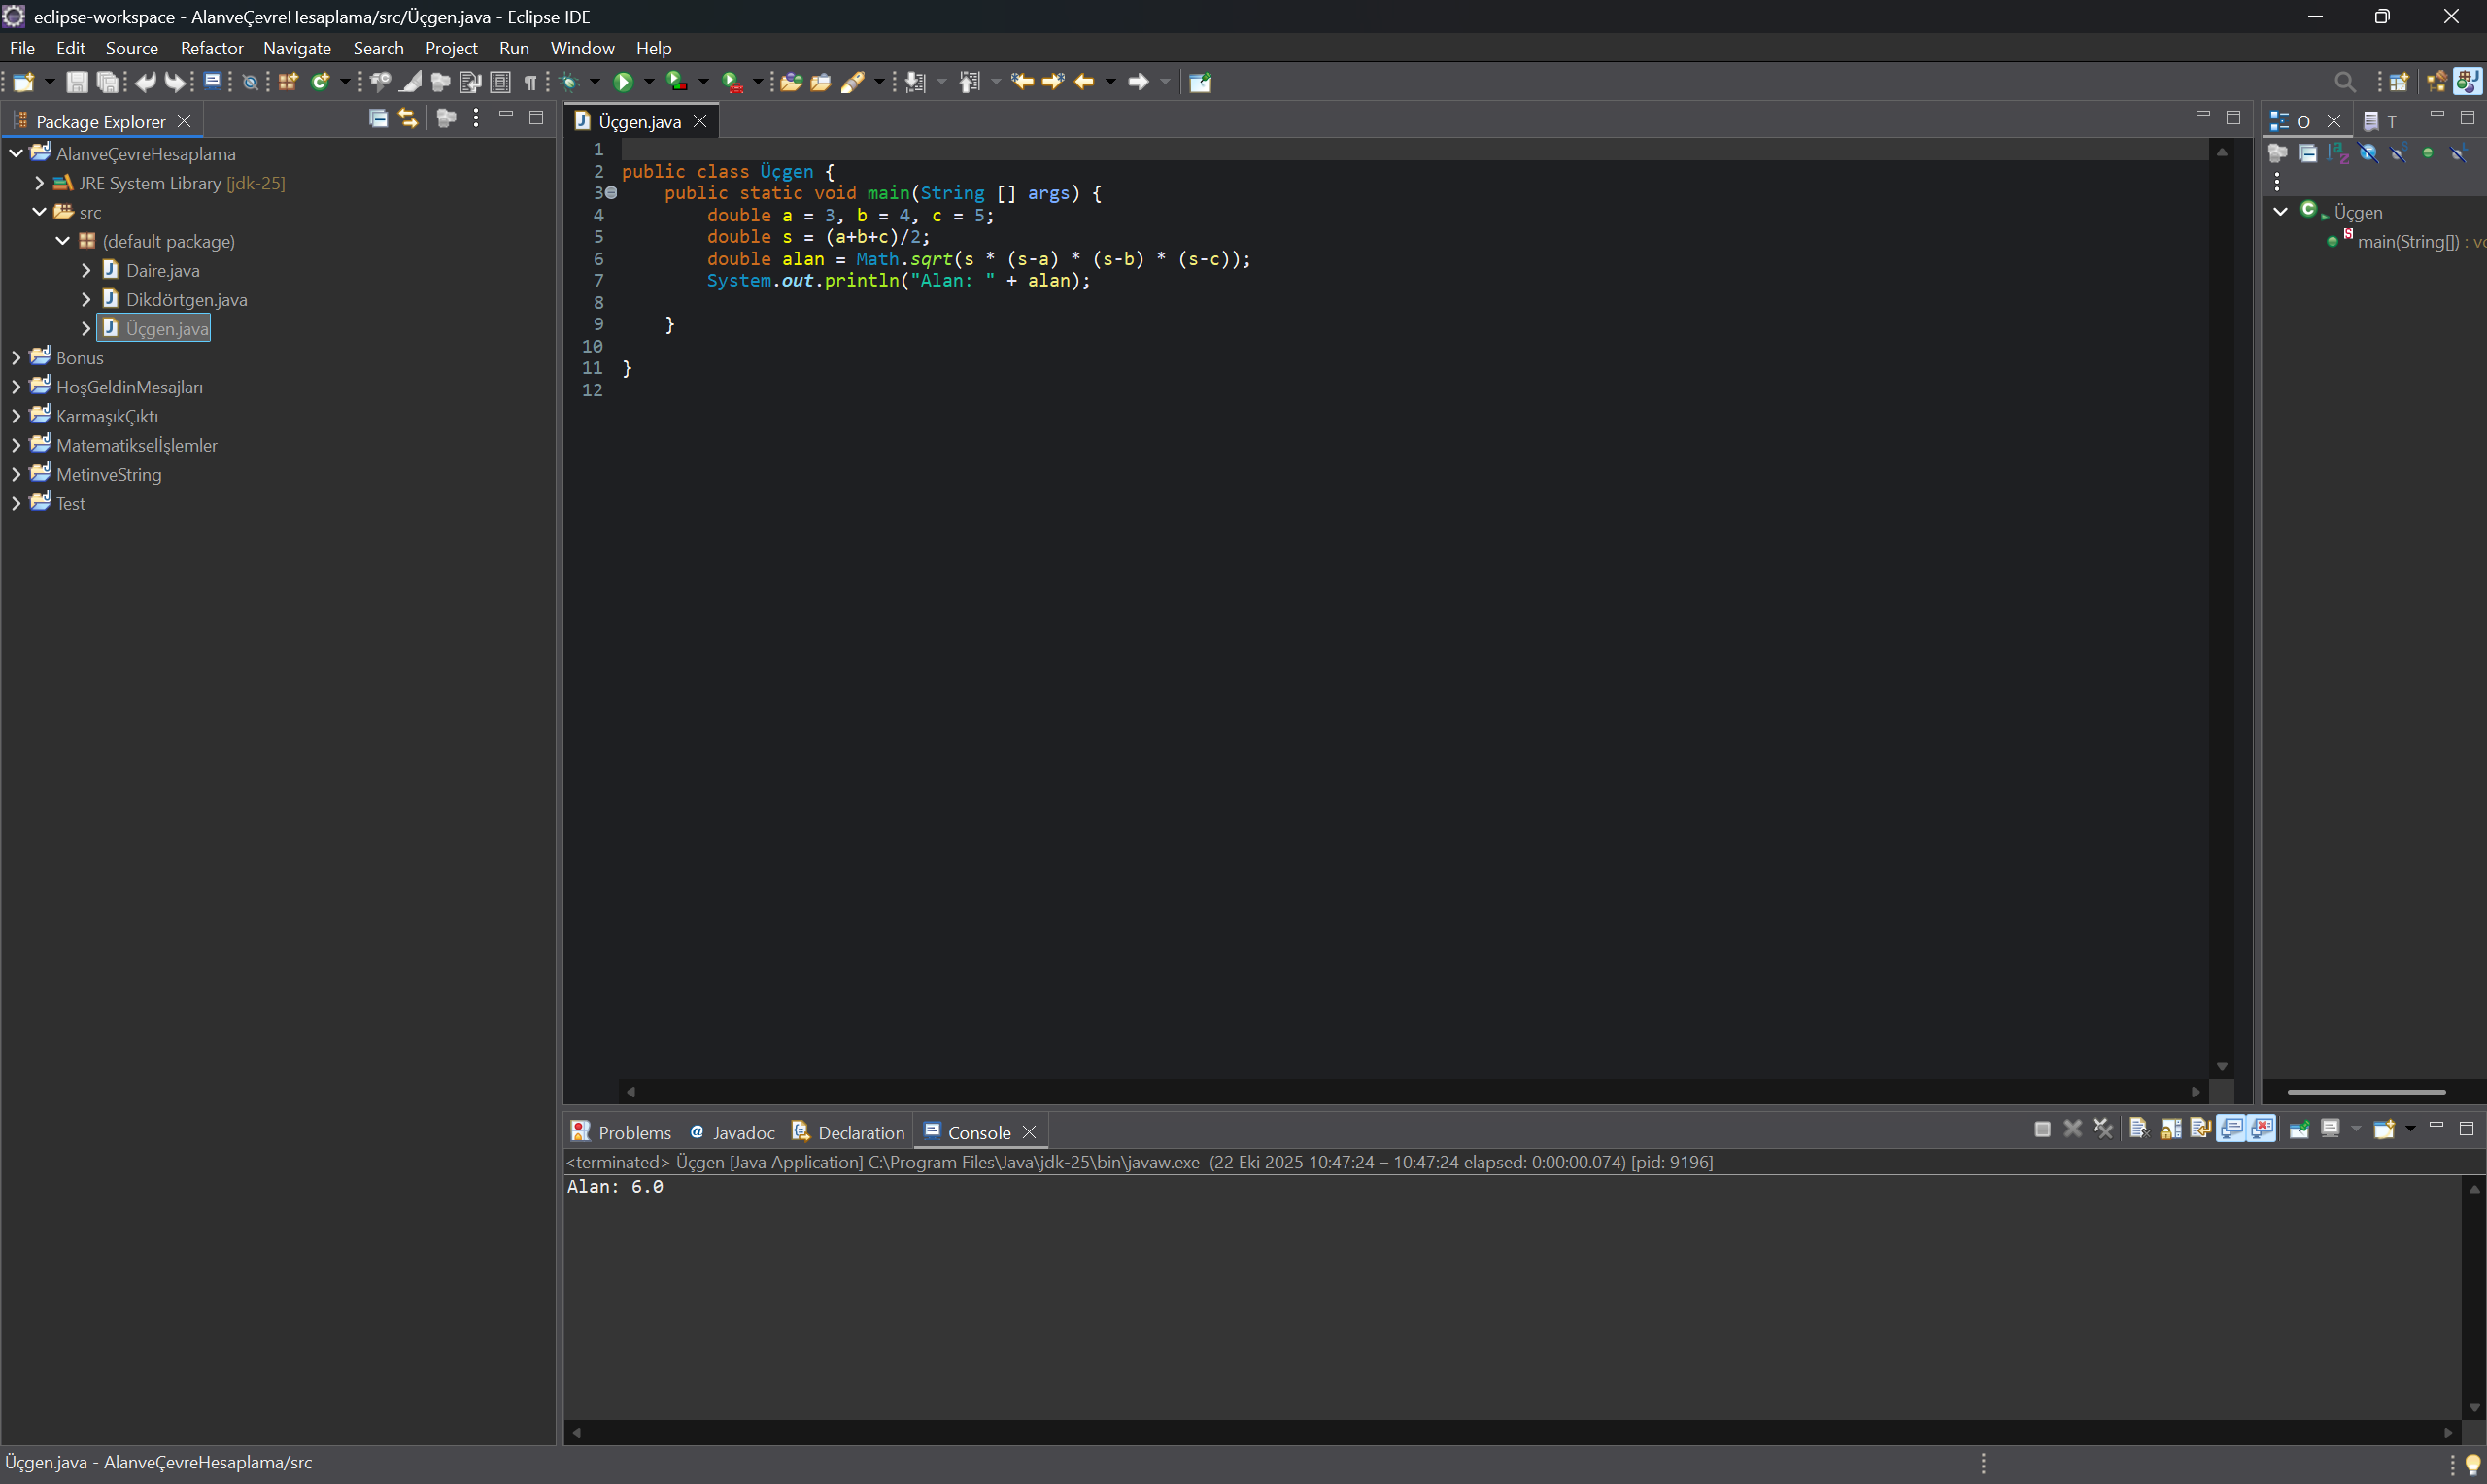 eclipse-workspace - AlanveÇevreHesaplama/src/Üçgen.java - Eclipse IDE
File Edit Source Refactor Navigate Search Project Run Window Help
Package Explorer
AlanveÇevreHesaplama
JRE System Library [jdk-25]
src
(default package)
Daire.java
Dikdörtgen.java
Üçgen.java
Bonus
HoşGeldinMesajları
KarmaşıkÇıktı
Matematikselİşlemler
MetinveString
Test
Üçgen.java
1
2 public class Üçgen {
3 public static void main(String [] args) {
4 double a = 3, b = 4, c = 5;
5 double s = (a+b+c)/2;
6 double alan = Math.sqrt(s * (s-a) * (s-b) * (s-c));
7 System.out.println("Alan: " + alan);
8
9 }
10
11 }
12
O T
Üçgen
main(String[]) : vo
Problems Javadoc Declaration Console
<terminated> Üçgen [Java Application] C:\Program Files\Java\jdk-25\bin\javaw.exe (22 Eki 2025 10:47:24 – 10:47:24 elapsed: 0:00:00.074) [pid: 9196]
Alan: 6.0
Üçgen.java - AlanveÇevreHesaplama/src